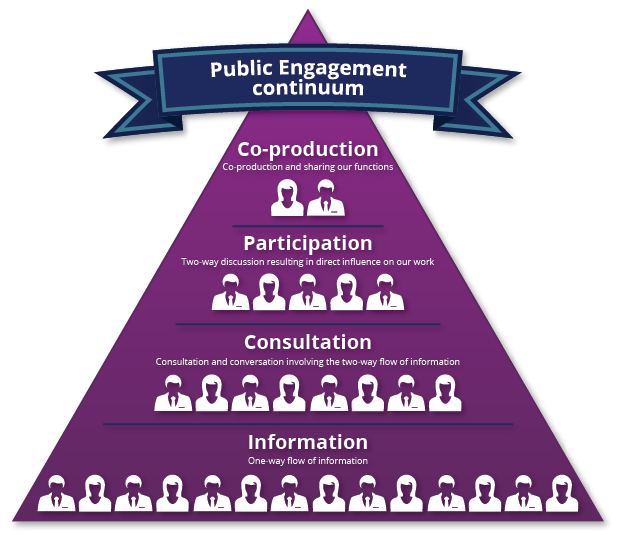 Public Engagement
continuum
Co-production
Co-production and sharing our functions
Participation
Two-way discussion resulting in direct influence on our work
Consultation
Consultation and conversation involving the two-way flow of information
Information
One-way flow of information